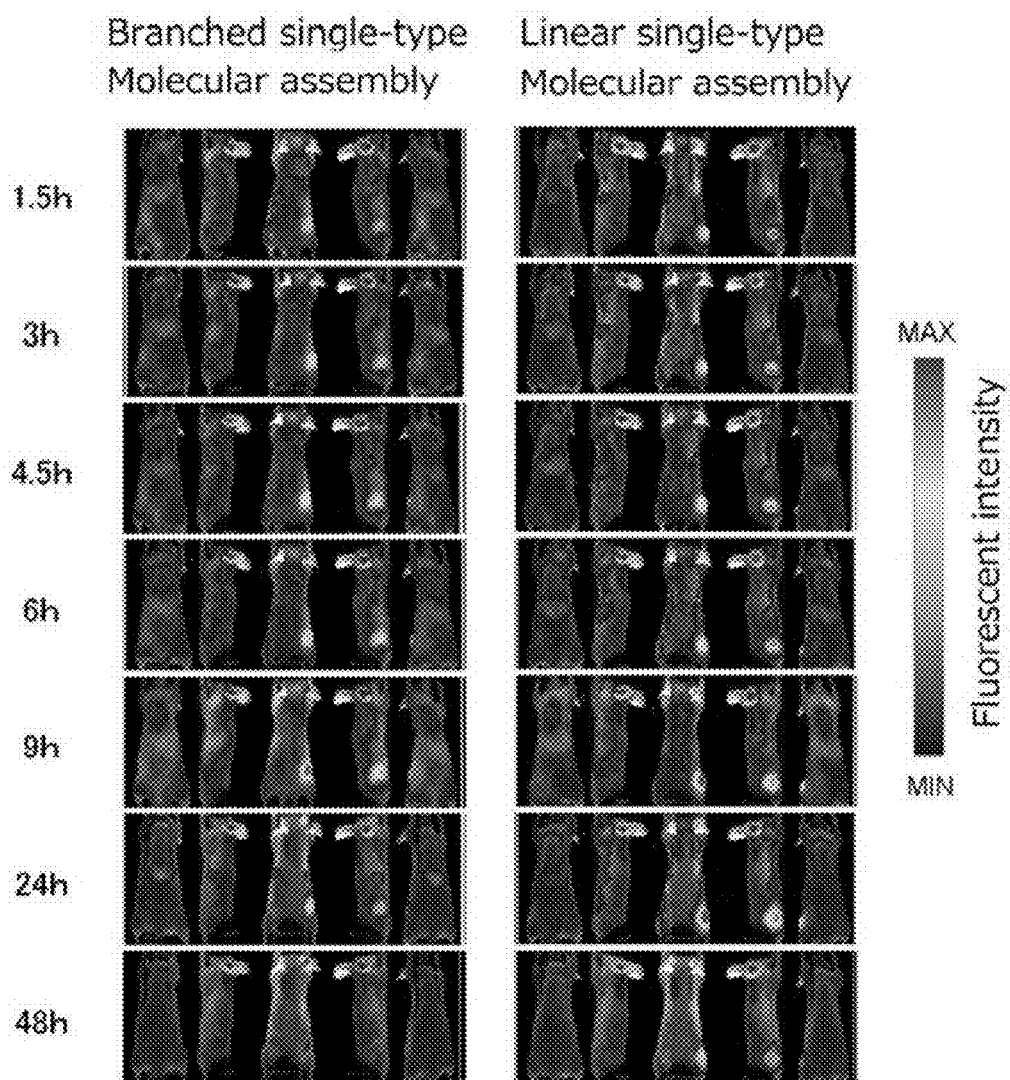 Branched single-type
Molecular assembly
Linear single-type
Molecular assembly
1.5h
3h
4.5h
6h
9h
24h
48h
MAX
Fluorescent intensity
MIN